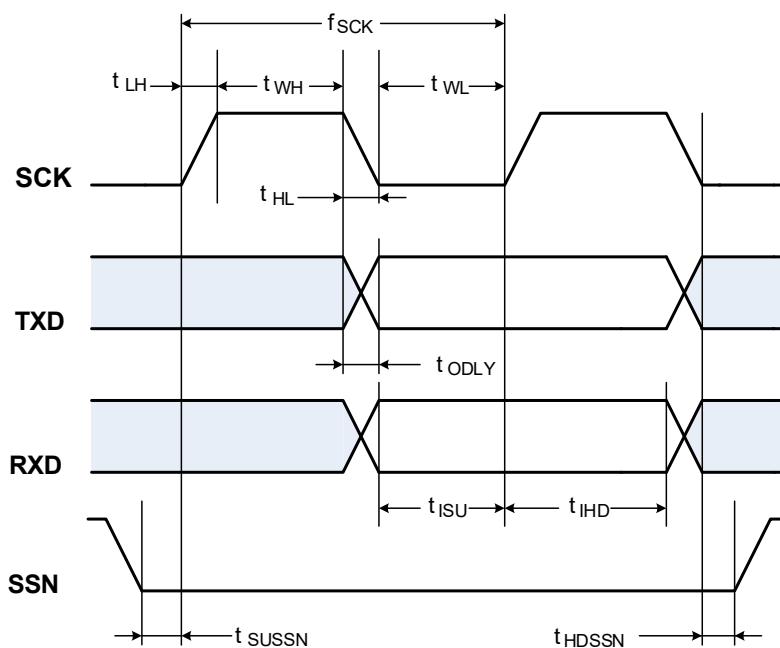 fSCK
tLH
tWH
tWL
SCK
tHL
TXD
tODLY
RXD
tISU
tIHD
SSN
tSUSSN
tHDSSN